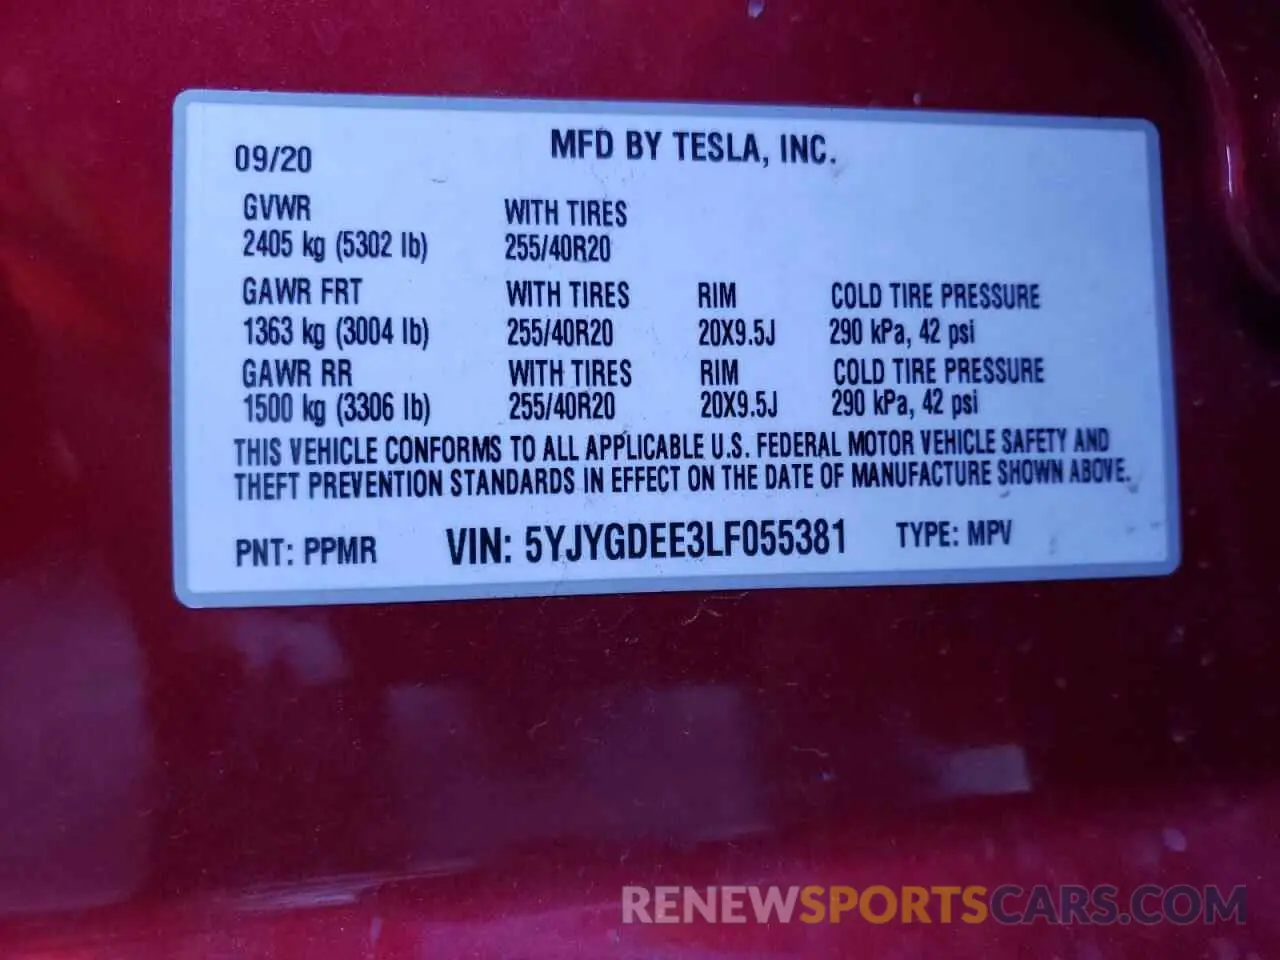 09/20 MFD BY TESLA, INC.
GVWR WITH TIRES
2405 kg (5302 lb) 255/40R20
GAWR FRT WITH TIRES RIM COLD TIRE PRESSURE
1363 kg (3004 lb) 255/40R20 20X9.5J 290 kPa, 42 psi
GAWR RR WITH TIRES RIM COLD TIRE PRESSURE
1500 kg (3306 lb) 255/40R20 20X9.5J 290 kPa, 42 psi
THIS VEHICLE CONFORMS TO ALL APPLICABLE U.S. FEDERAL MOTOR VEHICLE SAFETY AND
THEFT PREVENTION STANDARDS IN EFFECT ON THE DATE OF MANUFACTURE SHOWN ABOVE.
PNT: PPMR VIN: 5YJYGDEE3LF055381 TYPE: MPV
RENEWSPORTSCARS.COM